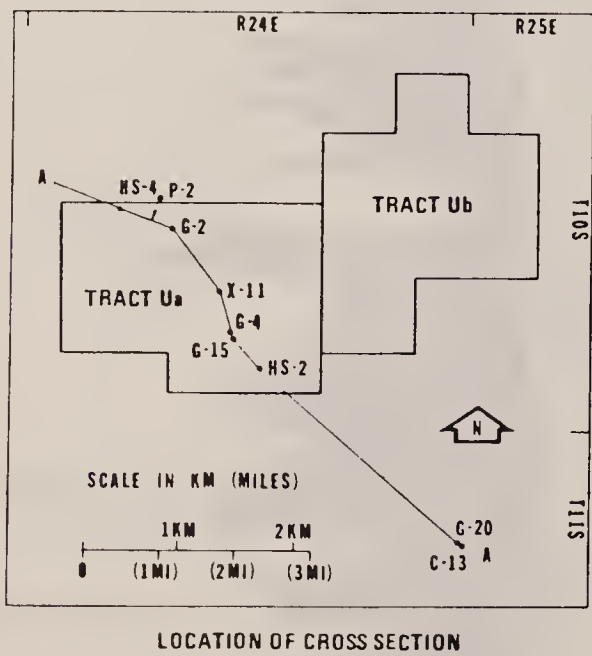 R24E R25E
A HS-4 P-2
G-2
TRACT Ub
T10S
TRACT Ua
X-11
G-4
G-15
HS-2
N
SCALE IN KM (MILES)
1KM 2KM
0 (1MI) (2MI) (3MI)
T11S
G-20
C-13 A
LOCATION OF CROSS SECTION